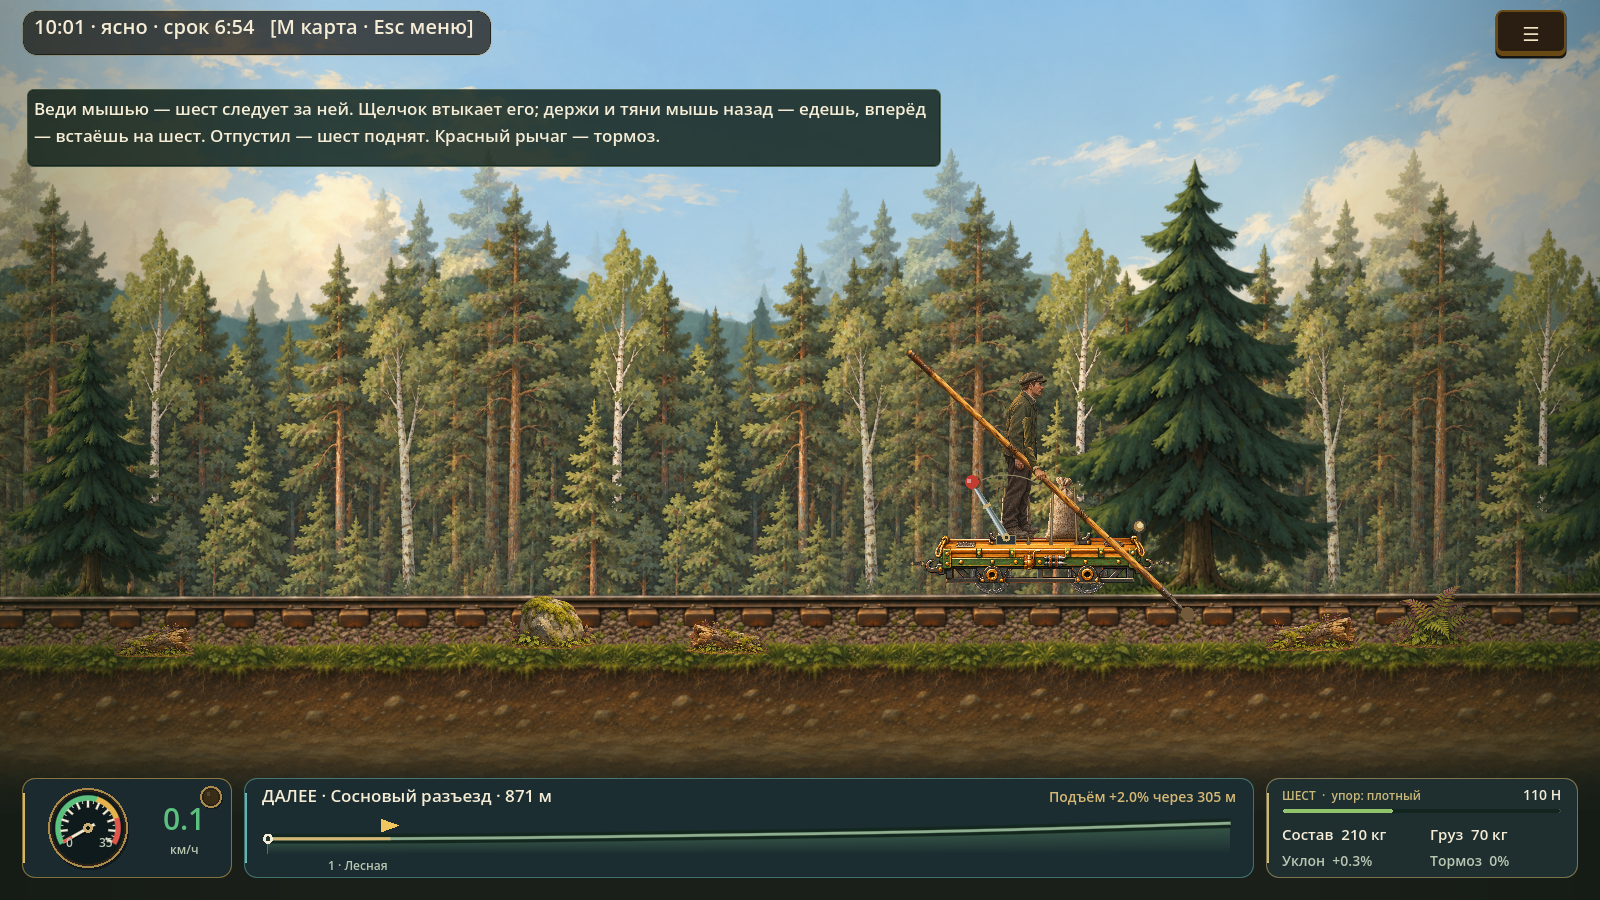 10:01 · ясно · срок 6:54 [M карта · Esc меню]
☰
Веди мышью — шест следует за ней. Щелчок втыкает его; держи и тяни мышь назад — едешь, вперёд
— встаёшь на шест. Отпустил — шест поднят. Красный рычаг — тормоз.
0 35
0.1
км/ч
ДАЛЕЕ · Сосновый разъезд · 871 м
Подъём +2.0% через 305 м
1 · Лесная
ШЕСТ · упор: плотный 110 Н
Состав 210 кг Груз 70 кг
Уклон +0.3% Тормоз 0%